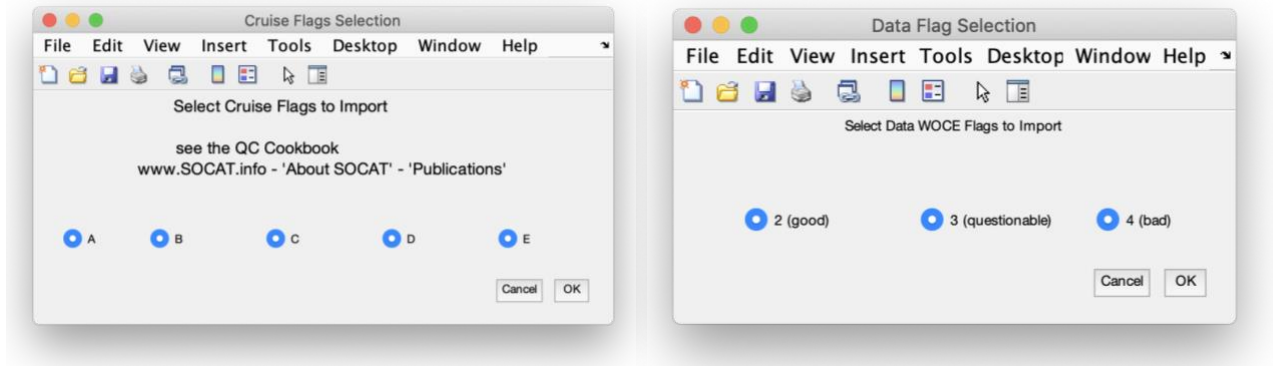 Cruise Flags Selection
File Edit View Insert Tools Desktop Window Help
Select Cruise Flags to Import
see the QC Cookbook
www.SOCAT.info - 'About SOCAT' - 'Publications'
A B C D E
Cancel OK
Data Flag Selection
File Edit View Insert Tools Desktop Window Help
Select Data WOCE Flags to Import
2 (good) 3 (questionable) 4 (bad)
Cancel OK